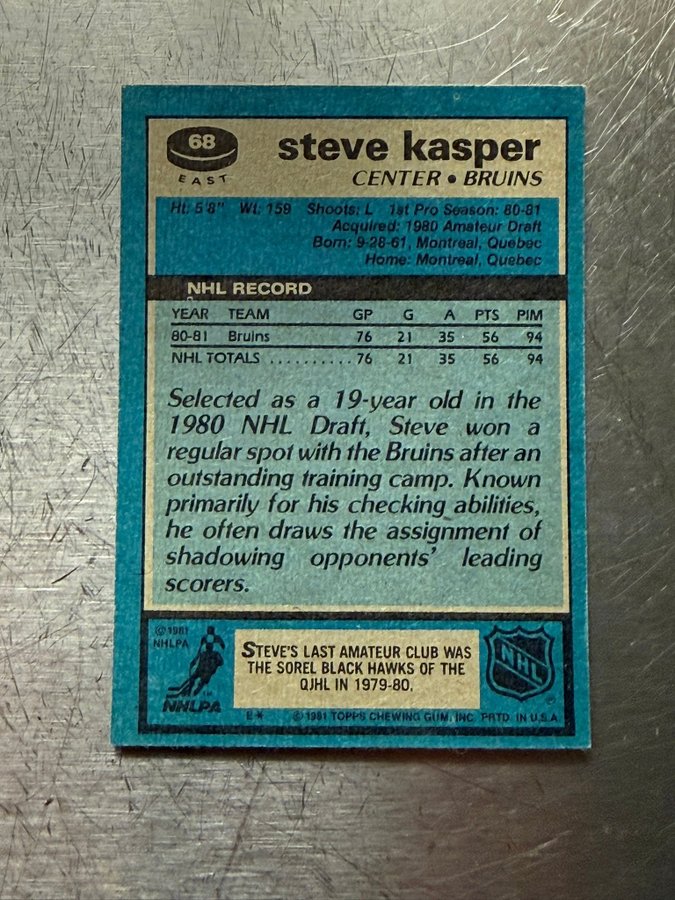 68
EAST
steve kasper
CENTER • BRUINS
Ht: 5'8" Wt: 159 Shoots: L 1st Pro Season: 80-81
Acquired: 1980 Amateur Draft
Born: 9-28-61, Montreal, Quebec
Home: Montreal, Quebec
NHL RECORD
YEAR TEAM GP G A PTS PIM
80-81 Bruins 76 21 35 56 94
NHL TOTALS .......... 76 21 35 56 94
Selected as a 19-year old in the
1980 NHL Draft, Steve won a
regular spot with the Bruins after an
outstanding training camp. Known
primarily for his checking abilities,
he often draws the assignment of
shadowing opponents' leading
scorers.
© 1981
NHLPA
NHLPA
STEVE'S LAST AMATEUR CLUB WAS
THE SOREL BLACK HAWKS OF THE
QJHL IN 1979-80.
NHL
E* © 1981 TOPPS CHEWING GUM, INC. PRTD. IN U.S.A.